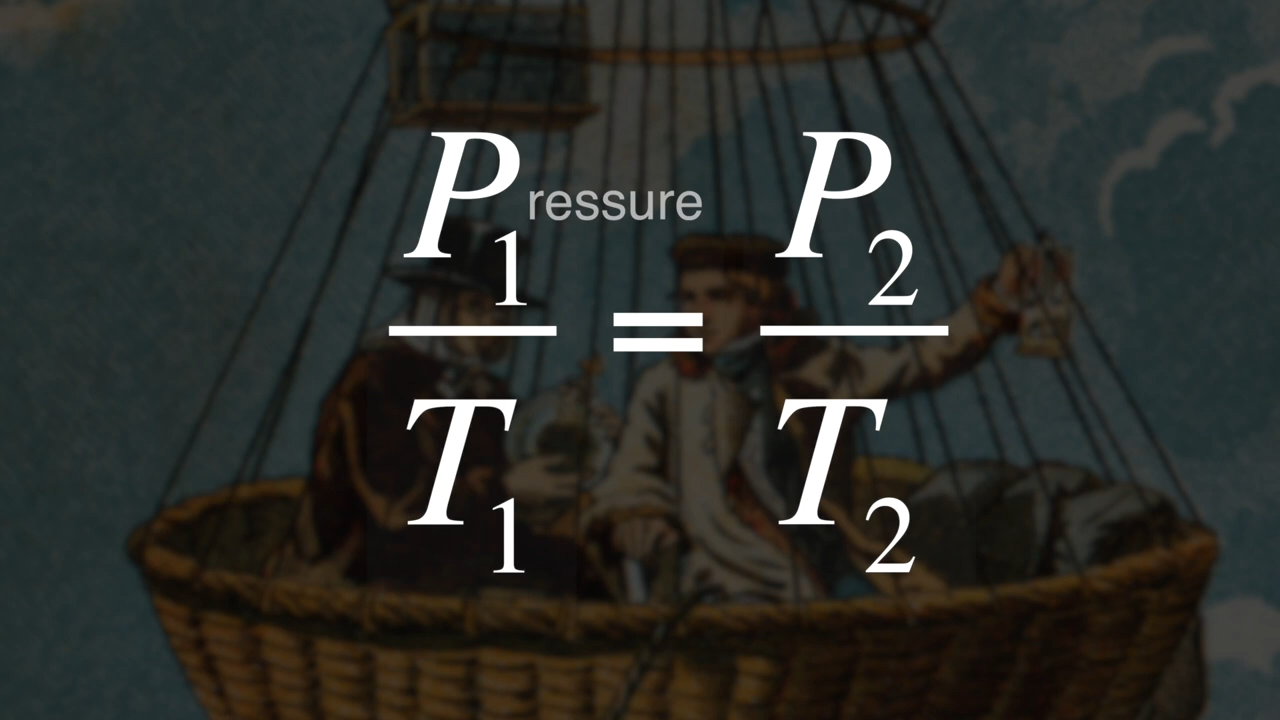 P₁ressure = P₂
T₁ T₂